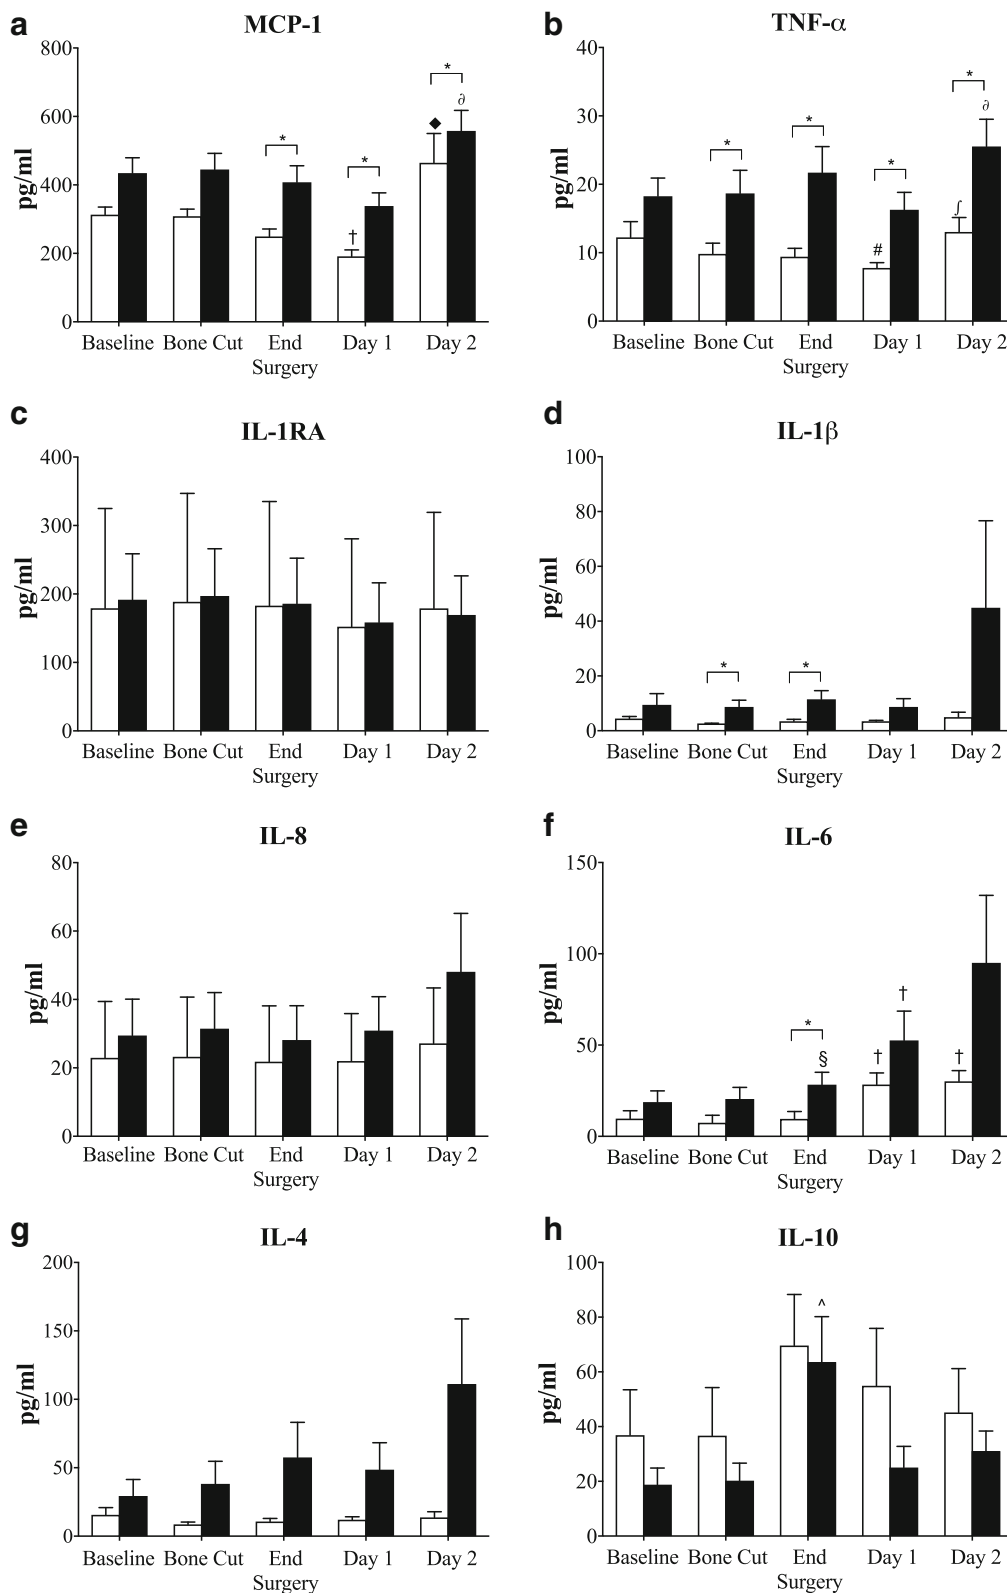 a
MCP-1
800
600
400
200
0
pg/ml
*
*
*
†
◆
∂
Baseline Bone Cut End Surgery Day 1 Day 2
b
TNF-α
40
30
20
10
0
pg/ml
*
*
*
*
#
∫
∂
Baseline Bone Cut End Surgery Day 1 Day 2
c
IL-1RA
400
300
200
100
0
pg/ml
Baseline Bone Cut End Surgery Day 1 Day 2
d
IL-1β
100
80
60
40
20
0
pg/ml
*
*
Baseline Bone Cut End Surgery Day 1 Day 2
e
IL-8
80
60
40
20
0
pg/ml
Baseline Bone Cut End Surgery Day 1 Day 2
f
IL-6
150
100
50
0
pg/ml
*
§
†
†
†
Baseline Bone Cut End Surgery Day 1 Day 2
g
IL-4
200
150
100
50
0
pg/ml
Baseline Bone Cut End Surgery Day 1 Day 2
h
IL-10
100
80
60
40
20
0
pg/ml
^
Baseline Bone Cut End Surgery Day 1 Day 2